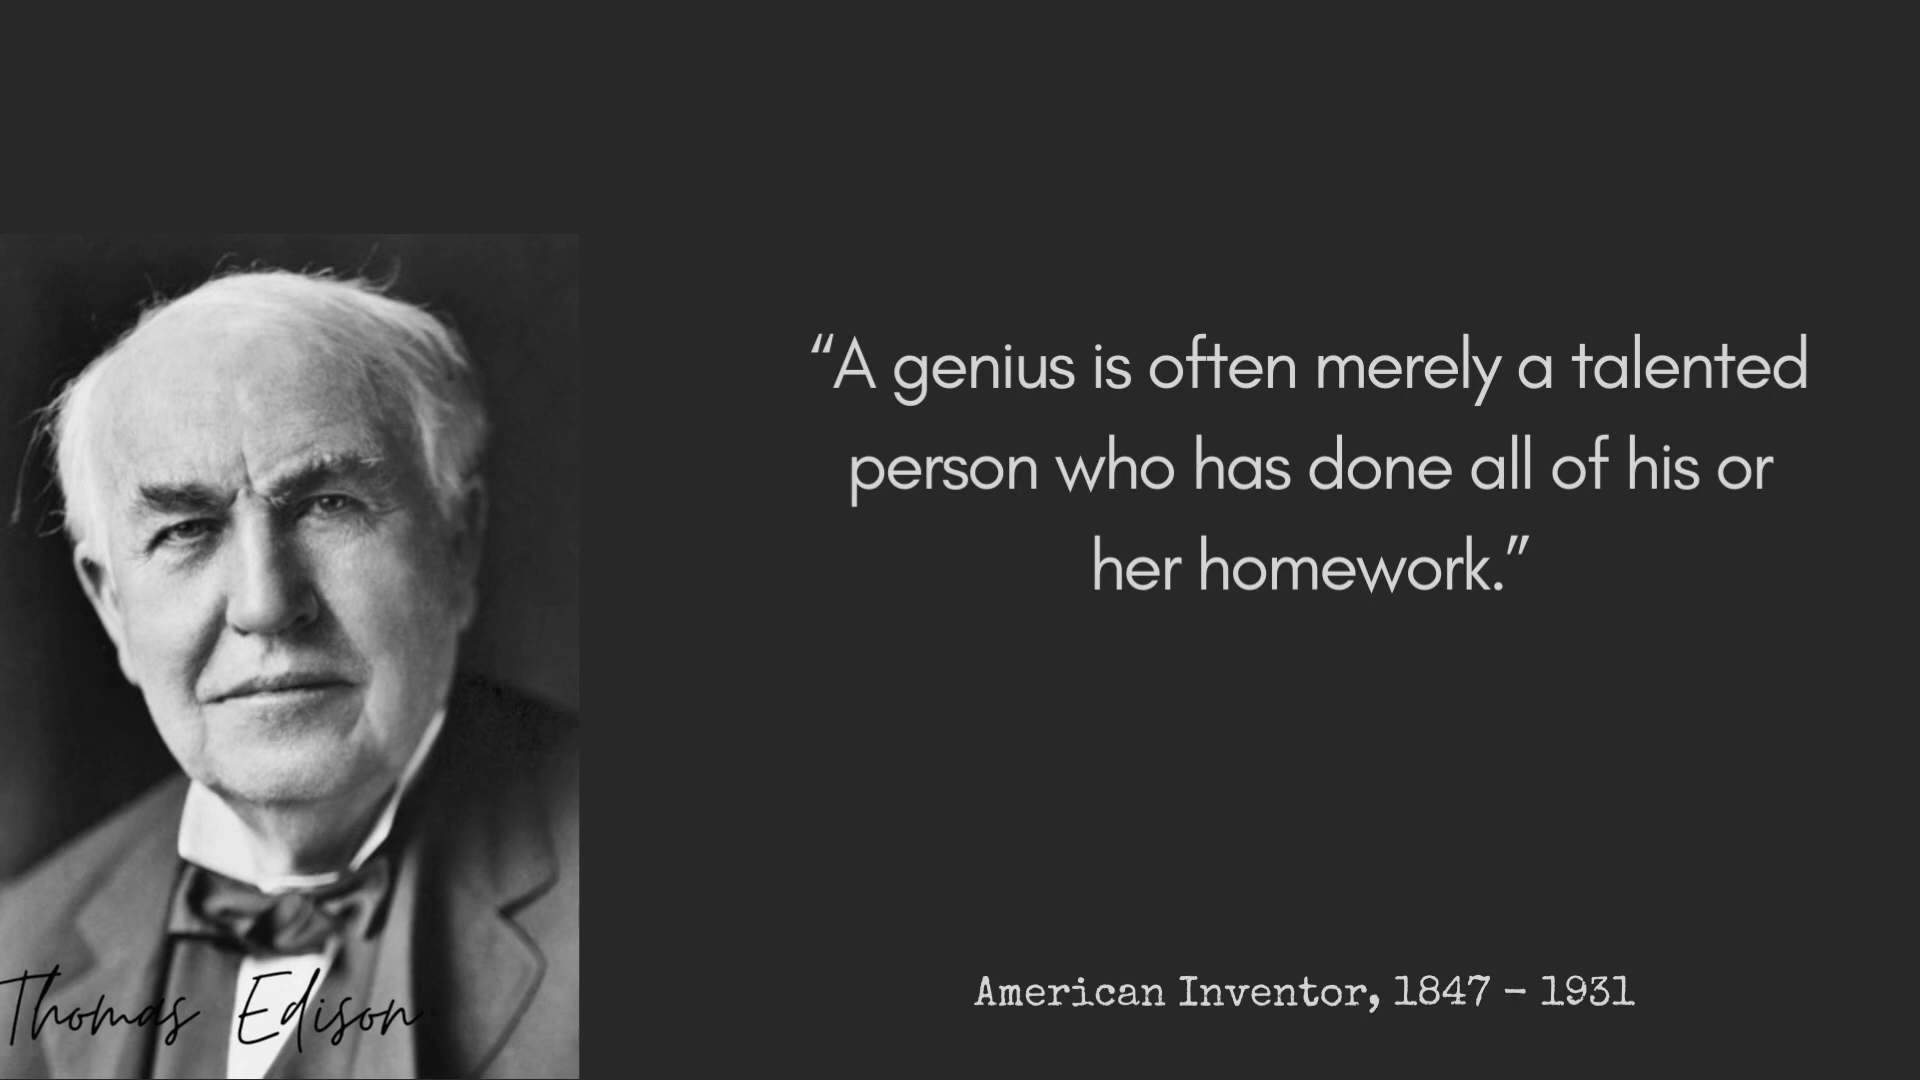 “A genius is often merely a talented
person who has done all of his or
her homework.”
Thomas Edison
American Inventor, 1847 - 1931